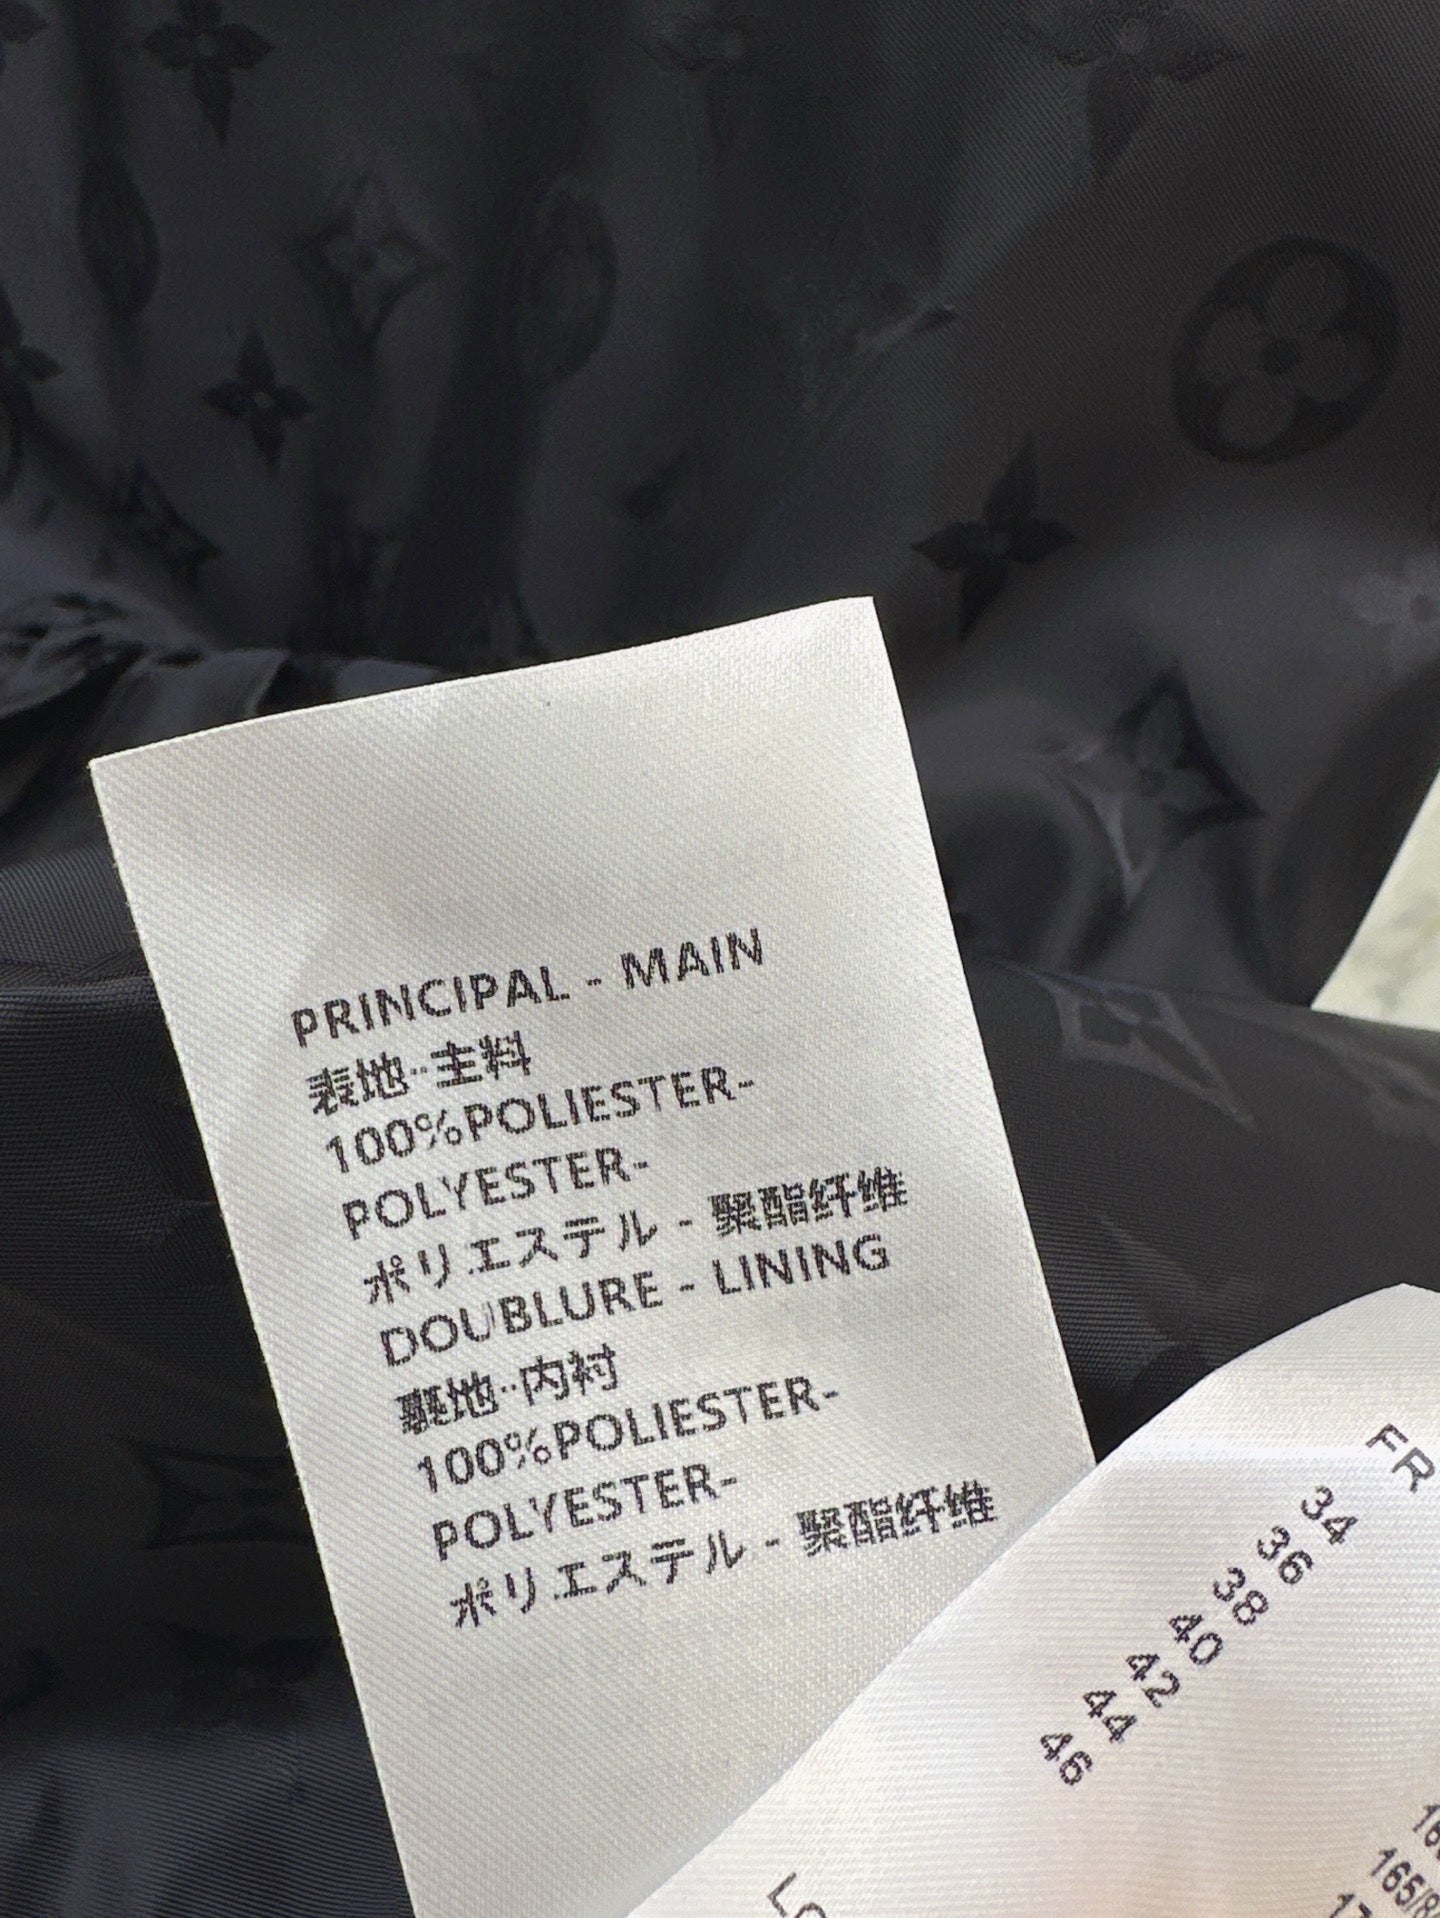 PRINCIPAL - MAIN
表地··主料
100%POLIESTER-
POLYESTER-
ポリエステル - 聚酯纤维
DOUBLURE - LINING
裏地··内衬
100%POLIESTER-
POLYESTER-
ポリエステル - 聚酯纤维
FR
34
36
38
40
42
44
46
165/8